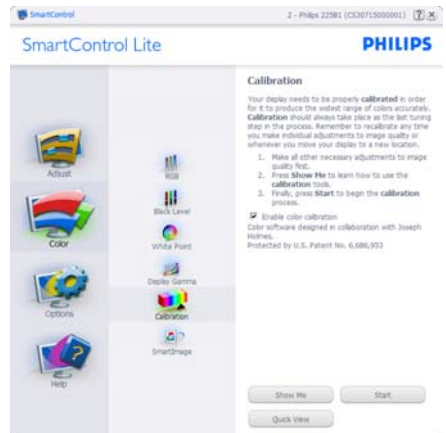 SmartControl
2 - Philips 225B1 (CS30715000001)
SmartControl Lite
PHILIPS
Adjust
Color
Options
Help
RGB
Black Level
White Point
Display Gamma
Calibration
SmartImage
Calibration
Your display needs to be properly calibrated in order
for it to produce the widest range of colors accurately.
Calibration should always take place as the last tuning
step in the process. Remember to recalibrate any time
you make individual adjustments to image quality or
whenever you move your display to a new location.
1. Make all other necessary adjustments to image
quality first.
2. Press Show Me to learn how to use the
calibration tools.
3. Finally, press Start to begin the calibration
process.
Enable color calibration
Color software designed in collaboration with Joseph
Holmes.
Protected by U.S. Patent No. 6,686,953
Show Me
Start
Quick View